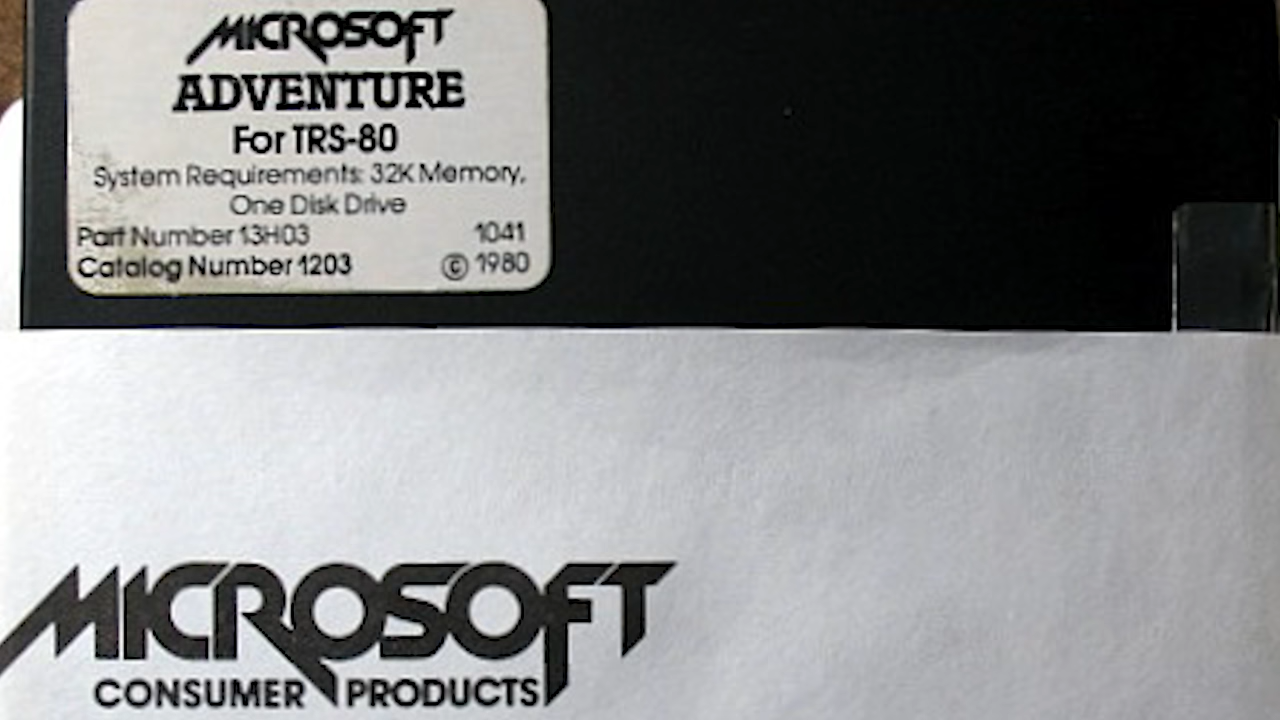 MICROSOFT
ADVENTURE
For TRS-80
System Requirements: 32K Memory,
One Disk Drive
Part Number 13H03 1041
Catalog Number 1203 © 1980
MICROSOFT
CONSUMER PRODUCTS